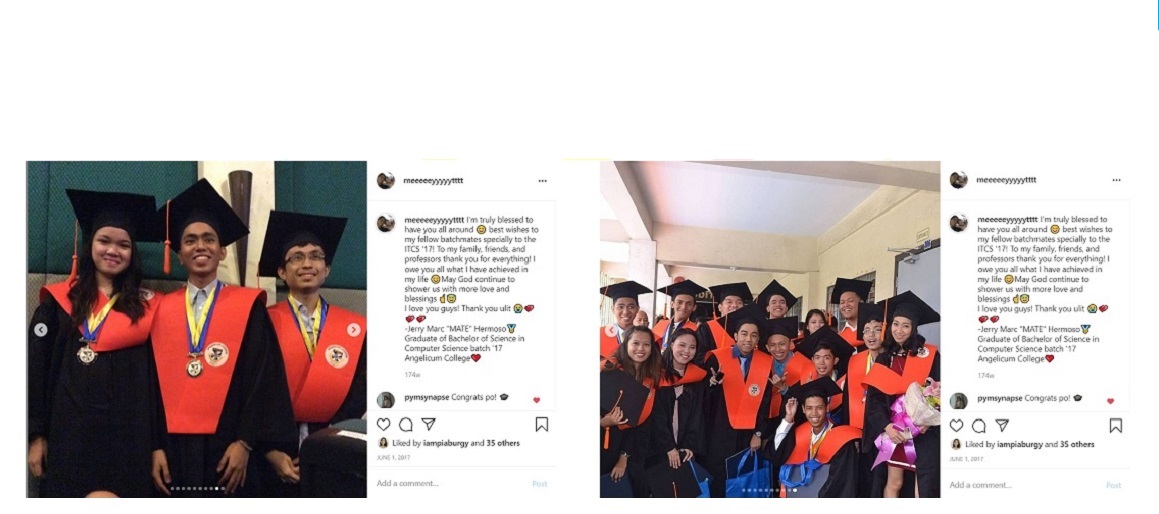 meeeeeyyyyytttt
meeeeeyyyyytttt I'm truly blessed to
have you all around 😊 best wishes to
my fellow batchmates specially to the
ITCS '17! To my family, friends, and
professors thank you for everything! I
owe you all what I have achieved in
my life 😊May God continue to
shower us with more love and
blessings ☝😇
I love you guys! Thank you ulit 😭💕
💕💕
-Jerry Marc "MATE" Hermoso🏅
Graduate of Bachelor of Science in
Computer Science batch '17
Angelicum College❤
174w
pymsynapse Congrats po! 🎓
Liked by iampiaburgy and 35 others
JUNE 1, 2017
Add a comment... Post
meeeeeyyyyytttt
meeeeeyyyyytttt I'm truly blessed to
have you all around 😊 best wishes to
my fellow batchmates specially to the
ITCS '17! To my family, friends, and
professors thank you for everything! I
owe you all what I have achieved in
my life 😊May God continue to
shower us with more love and
blessings ☝😇
I love you guys! Thank you ulit 😭💕
💕💕
-Jerry Marc "MATE" Hermoso🏅
Graduate of Bachelor of Science in
Computer Science batch '17
Angelicum College❤
174w
pymsynapse Congrats po! 🎓
Liked by iampiaburgy and 35 others
JUNE 1, 2017
Add a comment... Post